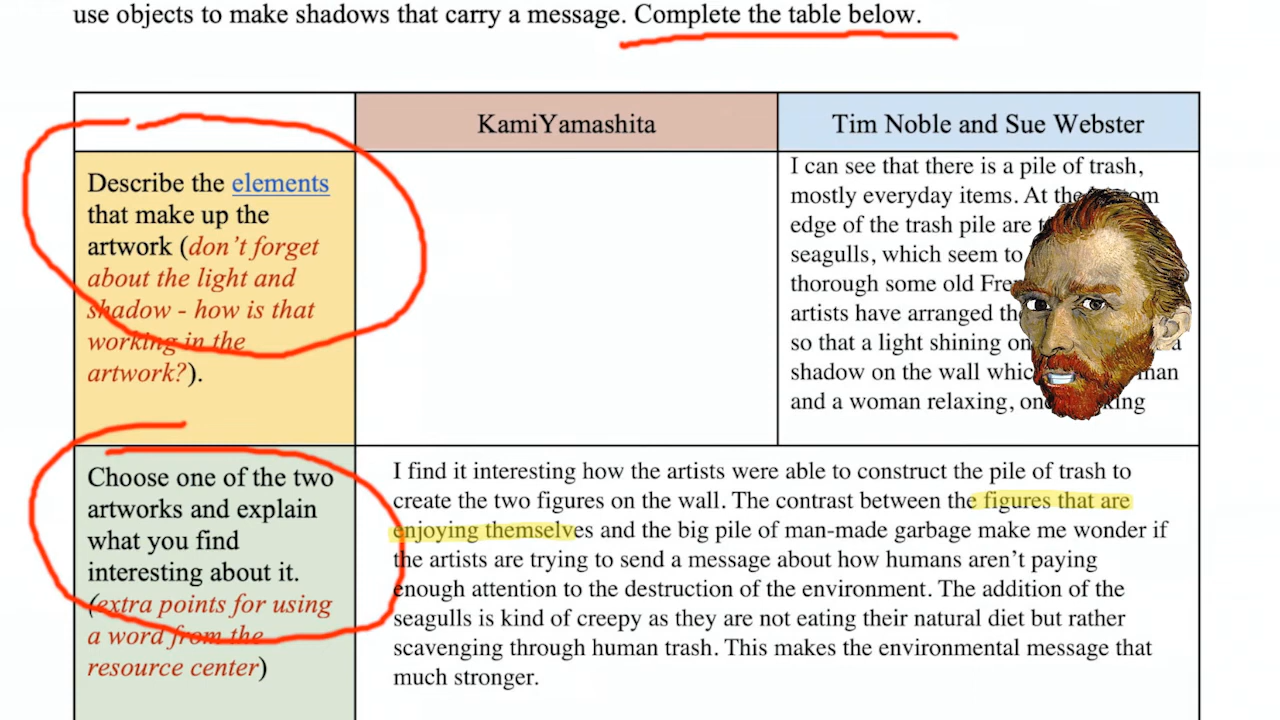 use objects to make shadows that carry a message. Complete the table below.
KamiYamashita
Tim Noble and Sue Webster
Describe the elements
that make up the
artwork (don't forget
about the light and
shadow - how is that
working in the
artwork?).
I can see that there is a pile of trash,
mostly everyday items. At the
edge of the trash pile are
seagulls, which seem to
thorough some old
artists have arranged
so that a light shining a
shadow on the wall man
and a woman relaxing,
Choose one of the two
artworks and explain
what you find
interesting about it.
(extra points for using
a word from the
resource center)
I find it interesting how the artists were able to construct the pile of trash to
create the two figures on the wall. The contrast between the figures that are
enjoying themselves and the big pile of man-made garbage make me wonder if
the artists are trying to send a message about how humans aren't paying
enough attention to the destruction of the environment. The addition of the
seagulls is kind of creepy as they are not eating their natural diet but rather
scavenging through human trash. This makes the environmental message that
much stronger.